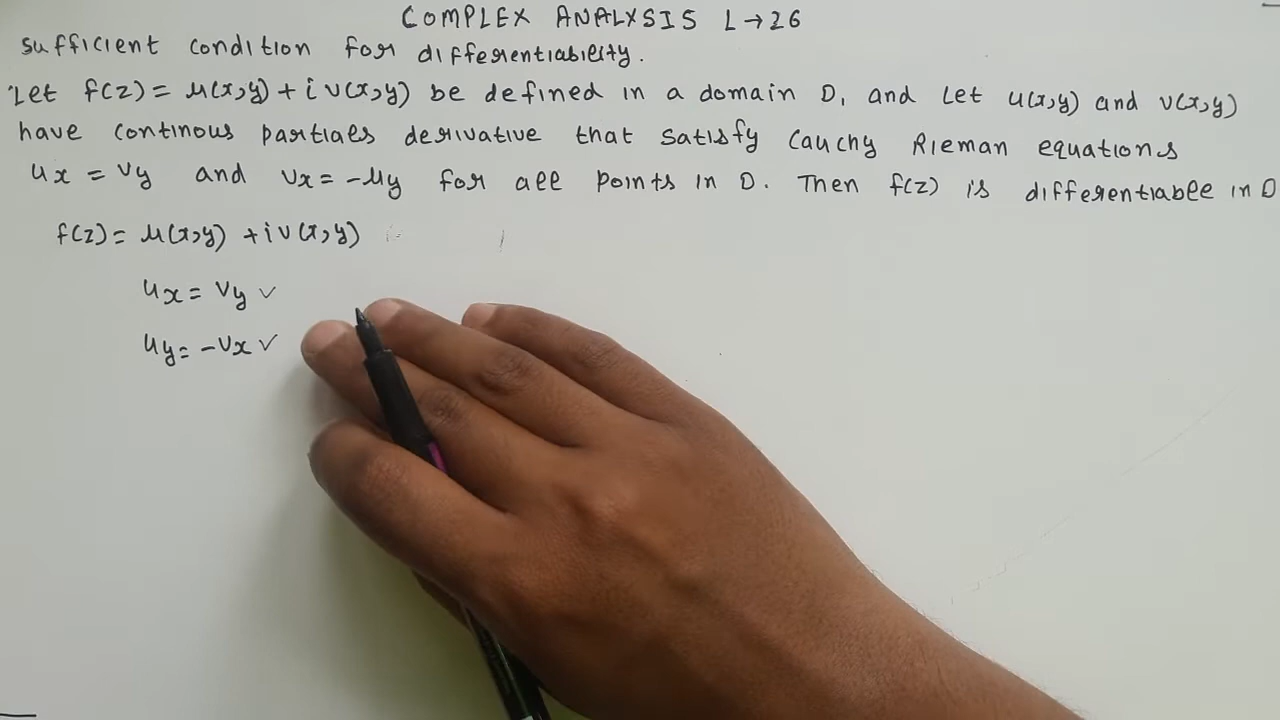 COMPLEX ANALYSIS L → 26
Sufficient condition for differentiability.
Let f(z) = u(x,y) + i v(x,y) be defined in a domain D, and Let u(x,y) and v(x,y)
have continous partials derivative that satisfy Cauchy Rieman equations
ux = vy and vx = -uy for all points in D. Then f(z) is differentiable in D
f(z) = u(x,y) + i v(x,y)
ux = vy ✓
uy = -vx ✓